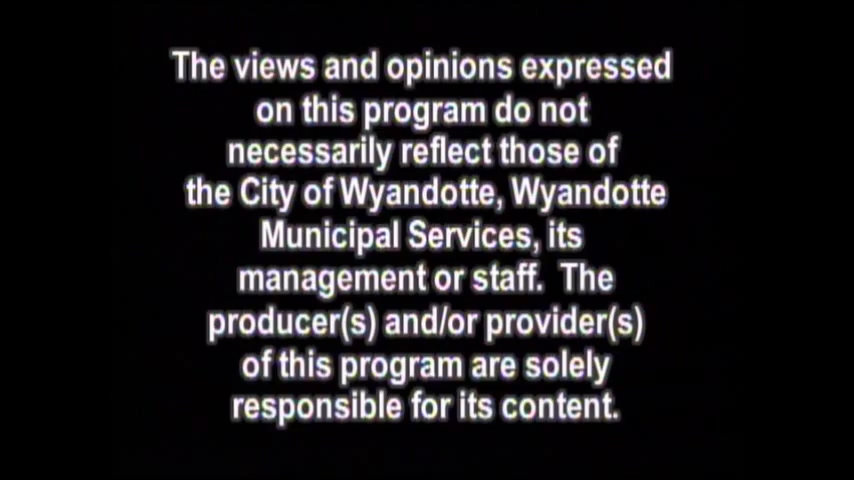 The views and opinions expressed
on this program do not
necessarily reflect those of
the City of Wyandotte, Wyandotte
Municipal Services, its
management or staff.  The
producer(s) and/or provider(s)
of this program are solely
responsible for its content.